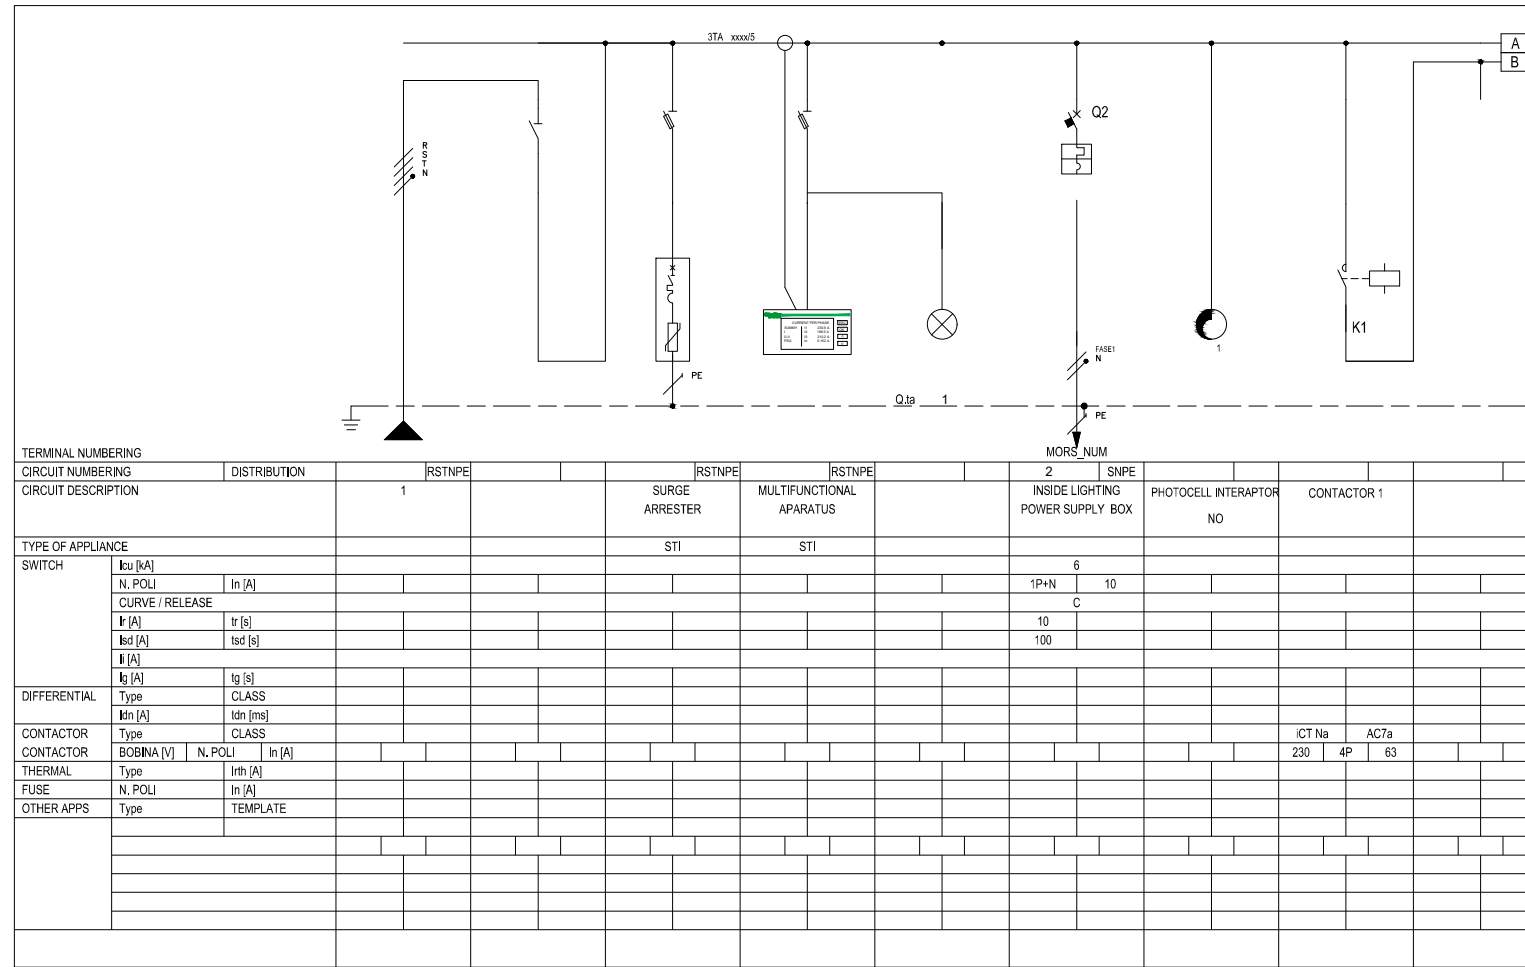 3TA xxxx/5
A
B
Q2
R
S
T
N
CURRENT PER PHASE
K1
1
FASE1
N
PE
Q.ta 1
PE
TERMINAL NUMBERING MORS_NUM
CIRCUIT NUMBERING DISTRIBUTION RSTNPE RSTNPE RSTNPE 2 SNPE
CIRCUIT DESCRIPTION 1 SURGE MULTIFUNCTIONAL INSIDE LIGHTING PHOTOCELL INTERAPTOR CONTACTOR 1
ARRESTER APARATUS POWER SUPPLY BOX
NO
TYPE OF APPLIANCE STI STI
SWITCH Icu [kA] 6
N. POLI In [A] 1P+N 10
CURVE / RELEASE C
Ir [A] tr [s] 10
Isd [A] tsd [s] 100
Ii [A]
Ig [A] tg [s]
DIFFERENTIAL Type CLASS
Idn [A] tdn [ms]
CONTACTOR Type CLASS iCT Na AC7a
CONTACTOR BOBINA [V] N. POLI In [A] 230 4P 63
THERMAL Type Irth [A]
FUSE N. POLI In [A]
OTHER APPS Type TEMPLATE